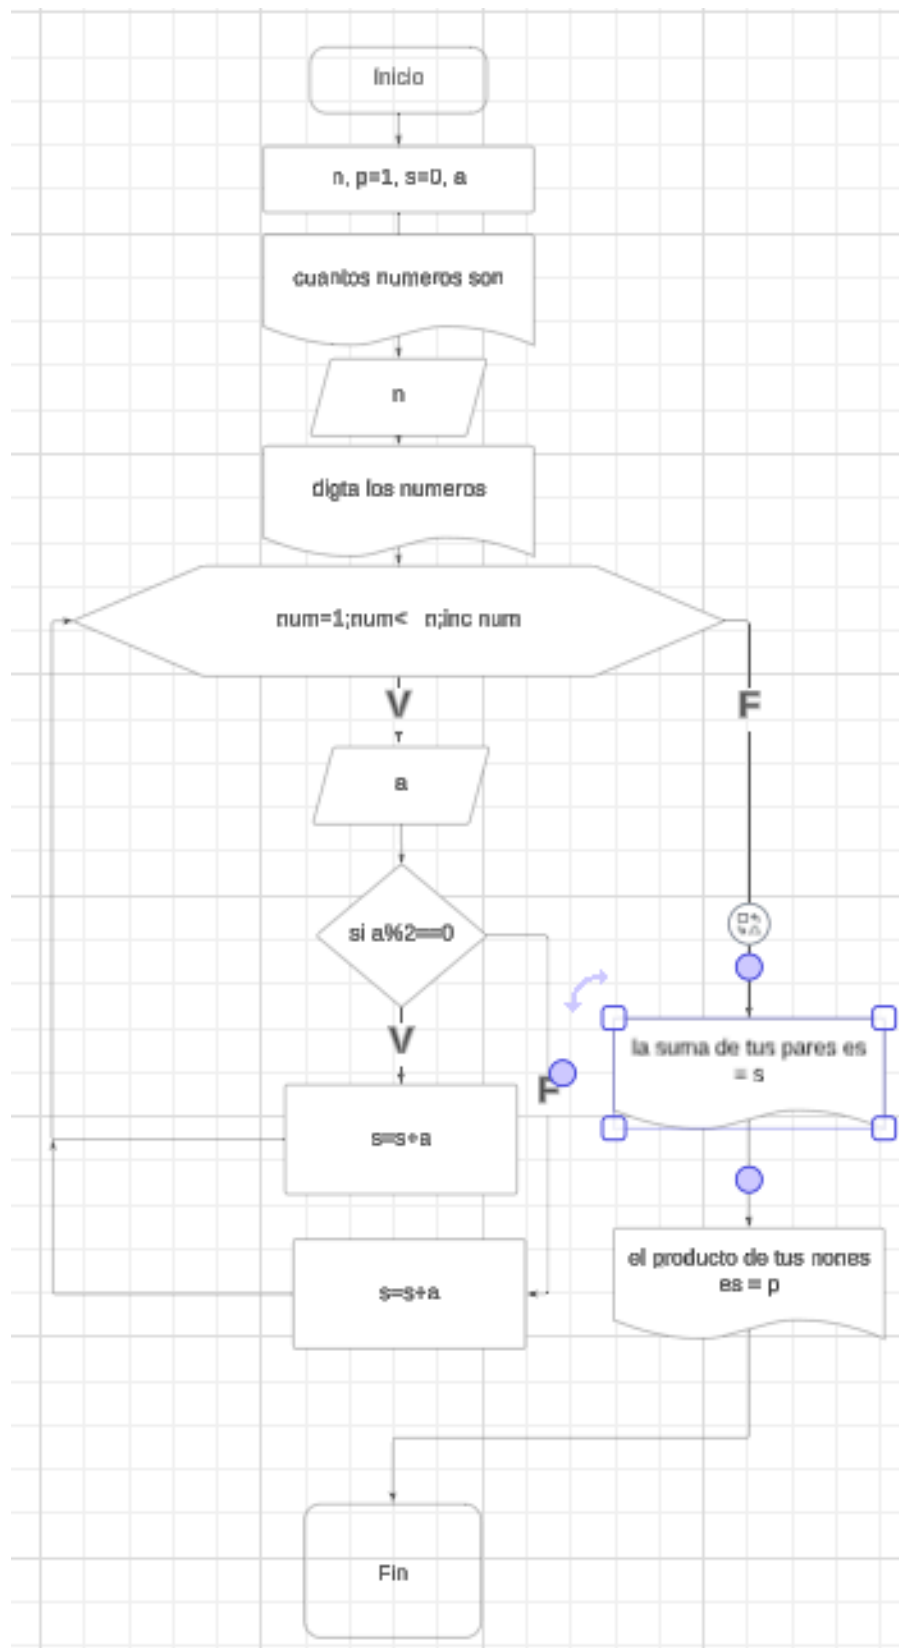 Inicio
n, p=1, s=0, a
cuantos numeros son
n
digta los numeros
num=1;num< n;inc num
V
F
a
si a%2==0
V
F
la suma de tus pares es
= s
s=s+a
el producto de tus nones
es = p
s=s+a
Fin